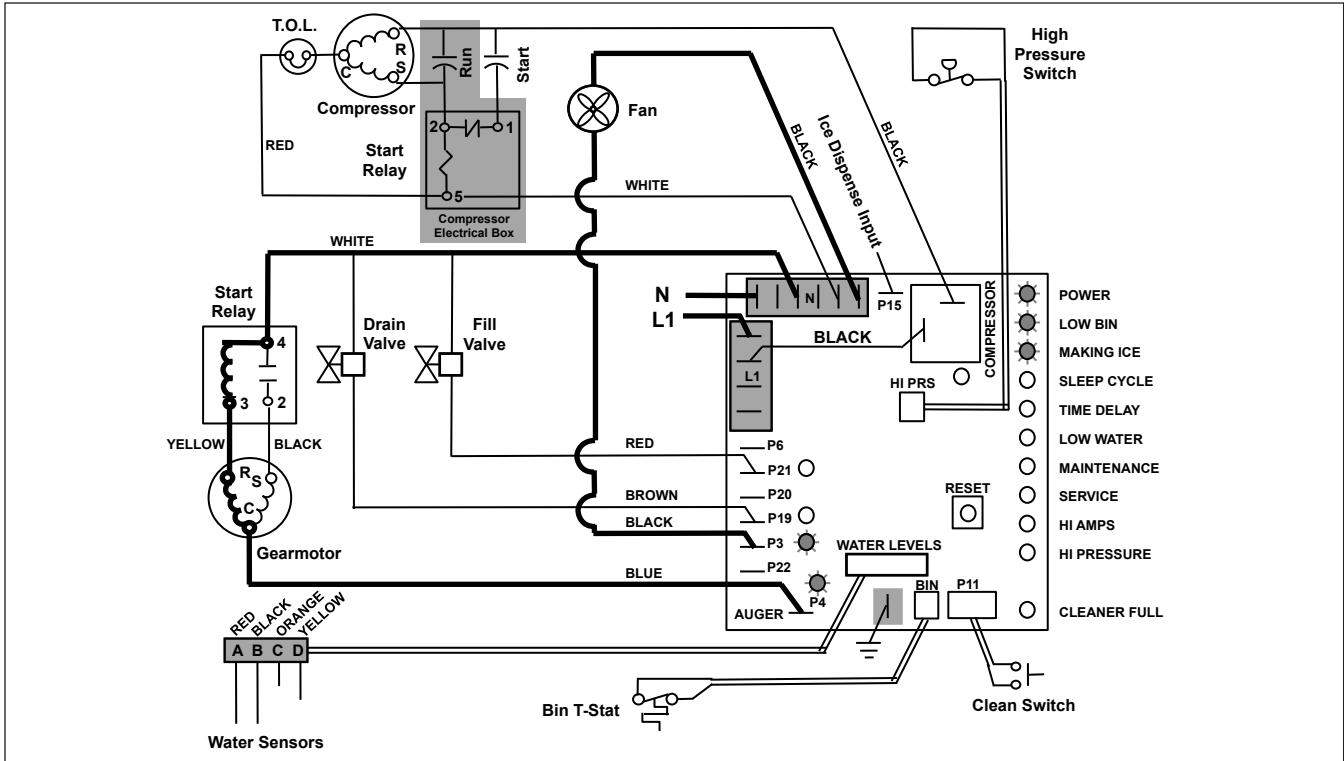 T.O.L.
R
S
C
Compressor
Run
Start
Fan
High
Pressure
Switch
RED
2
1
Start
Relay
5
Compressor
Electrical Box
WHITE
BLACK
Ice Dispense Input
BLACK
WHITE
N
L1
N
P15
COMPRESSOR
POWER
LOW BIN
MAKING ICE
SLEEP CYCLE
TIME DELAY
LOW WATER
MAINTENANCE
SERVICE
HI AMPS
HI PRESSURE
CLEANER FULL
BLACK
L1
HI PRS
Start
Relay
4
3
2
Drain
Valve
Fill
Valve
YELLOW
BLACK
R
S
C
Gearmotor
RED
P6
P21
P20
BROWN
P19
BLACK
P3
P22
BLUE
P4
AUGER
RESET
WATER LEVELS
BIN
P11
RED
BLACK
ORANGE
YELLOW
A B C D
Water Sensors
Bin T-Stat
Clean Switch